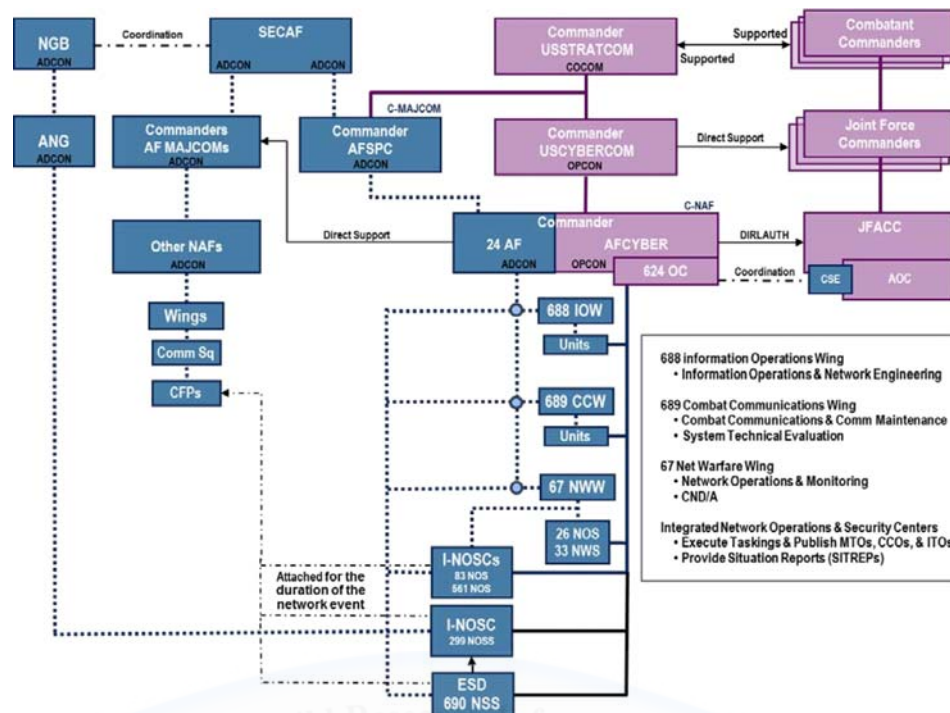 NGB
ADCON
Coordination
SECAF
ADCON
ADCON
Commander
USSTRATCOM
COCOM
Supported
Supported
Combatant
Commanders
ANG
ADCON
Commanders
AF MAJCOMs
ADCON
C-MAJCOM
Commander
AFSPC
ADCON
Commander
USCYBERCOM
OPCON
Direct Support
Joint Force
Commanders
Other NAFs
ADCON
Direct Support
C-NAF
Commander
24 AF
ADCON
AFCYBER
OPCON
624 OC
DIRLAUTH
Coordination
JFACC
CSE
AOC
Wings
Comm Sq
CFPs
688 IOW
Units
689 CCW
Units
67 NWW
26 NOS
33 NWS
I-NOSCs
83 NOS
561 NOS
Attached for the
duration of the
network event
I-NOSC
299 NOSS
ESD
690 NSS
688 information Operations Wing
• Information Operations & Network Engineering
689 Combat Communications Wing
• Combat Communications & Comm Maintenance
• System Technical Evaluation
67 Net Warfare Wing
• Network Operations & Monitoring
• CND/A
Integrated Network Operations & Security Centers
• Execute Taskings & Publish MTOs, CCOs, & ITOs
• Provide Situation Reports (SITREPs)